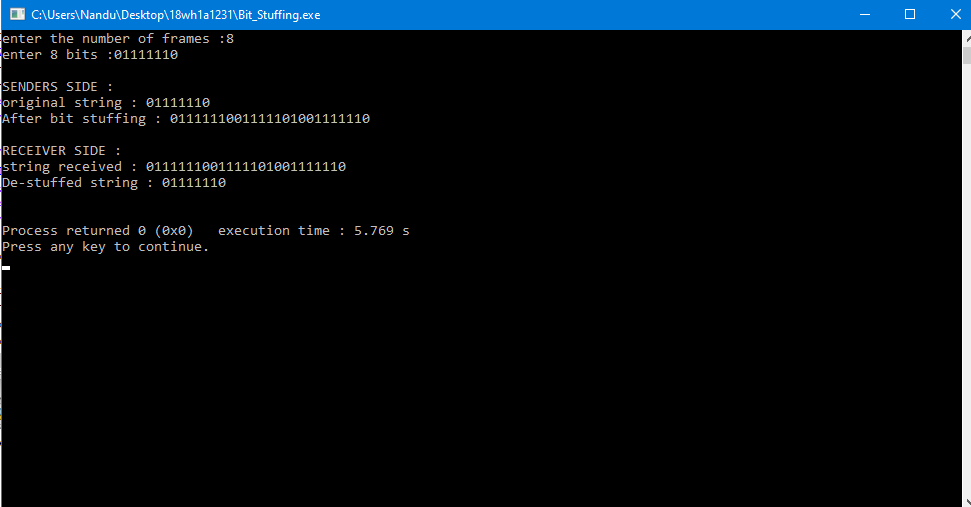 C:\Users\Nandu\Desktop\18wh1a1231\Bit_Stuffing.exe
enter the number of frames :8
enter 8 bits :01111110
SENDERS SIDE :
original string : 01111110
After bit stuffing : 0111111001111101001111110
RECEIVER SIDE :
string received : 0111111001111101001111110
De-stuffed string : 01111110
Process returned 0 (0x0)   execution time : 5.769 s
Press any key to continue.